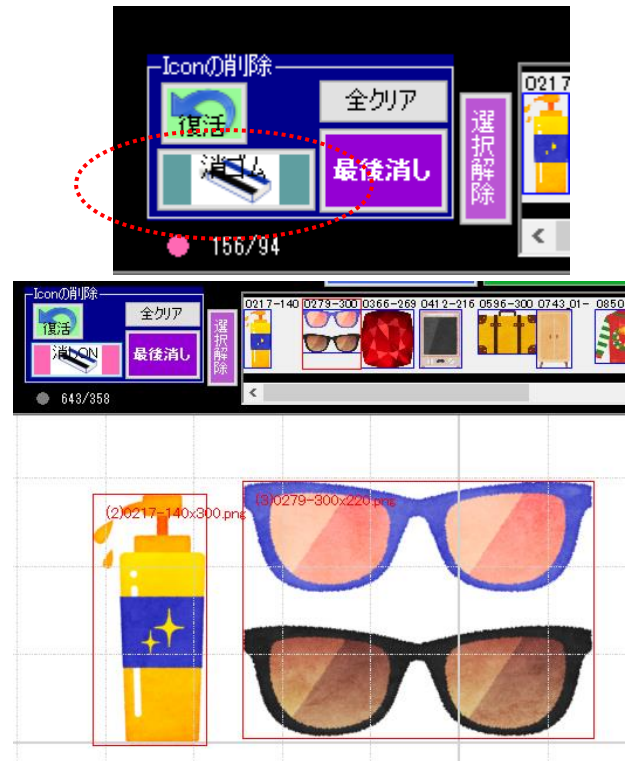 Iconの削除
復活
全クリア
消ゴム
最後消し
選択解除
0217
156/94
Iconの削除
復活
全クリア
消しON
最後消し
選択解除
0217-140 0279-300 0366-269 0412-216 0596-300 0743_01- 0850
643/358
(2)0217-140x300.png
(3)0279-300x220.png